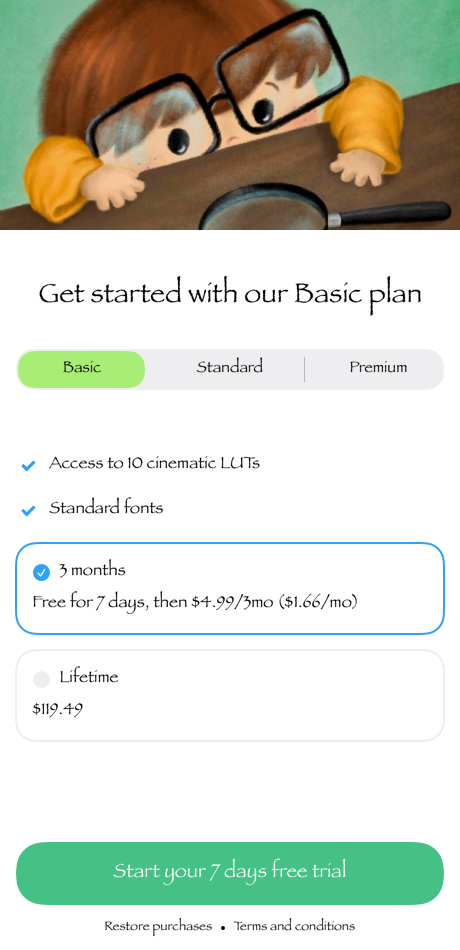 Get started with our Basic plan
Basic Standard Premium
Access to 10 cinematic LUTs
Standard fonts
3 months
Free for 7 days, then $4.99/3mo ($1.66/mo)
Lifetime
$119.49
Start your 7 days free trial
Restore purchases • Terms and conditions